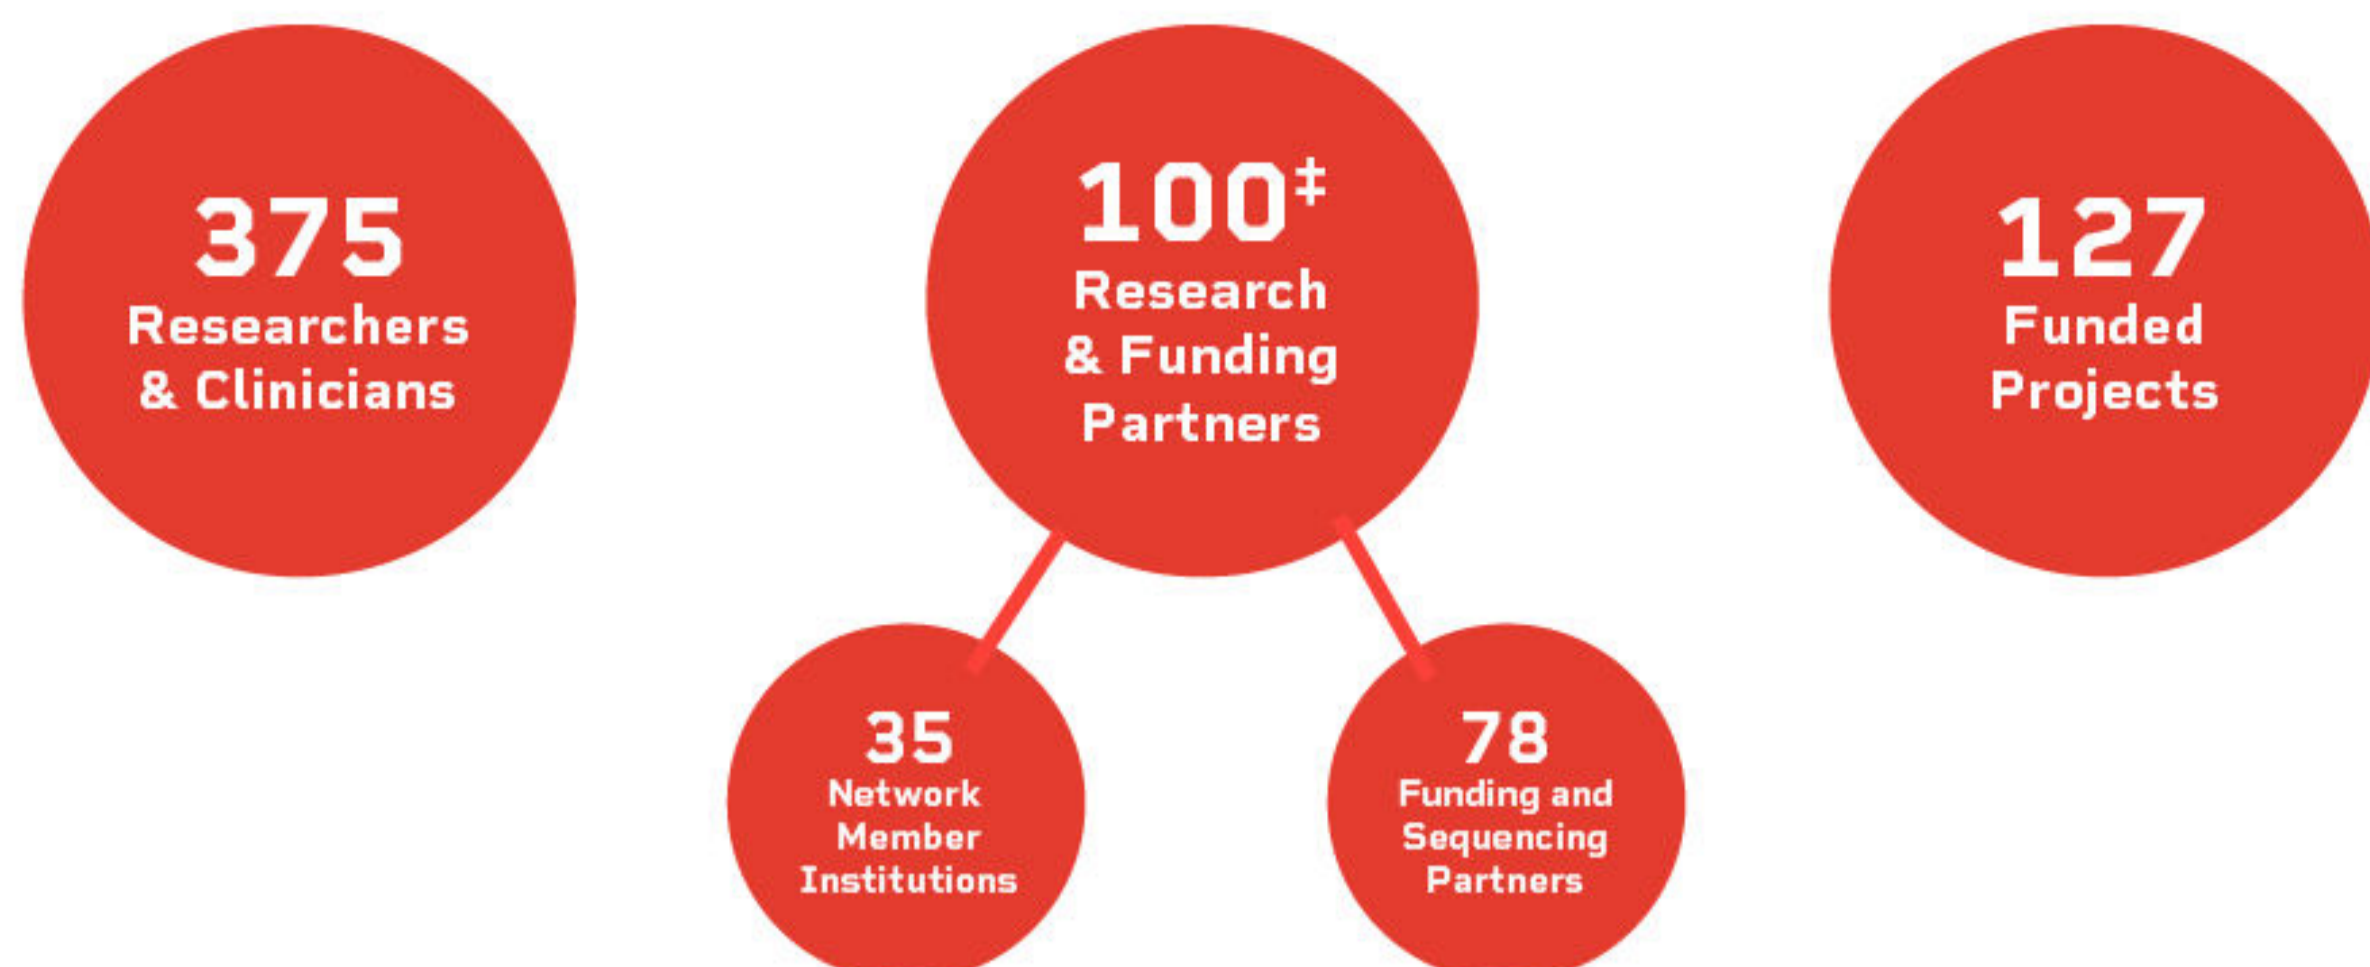 375
Researchers
& Clinicians
100‡
Research
& Funding
Partners
127
Funded
Projects
35
Network
Member
Institutions
78
Funding and
Sequencing
Partners